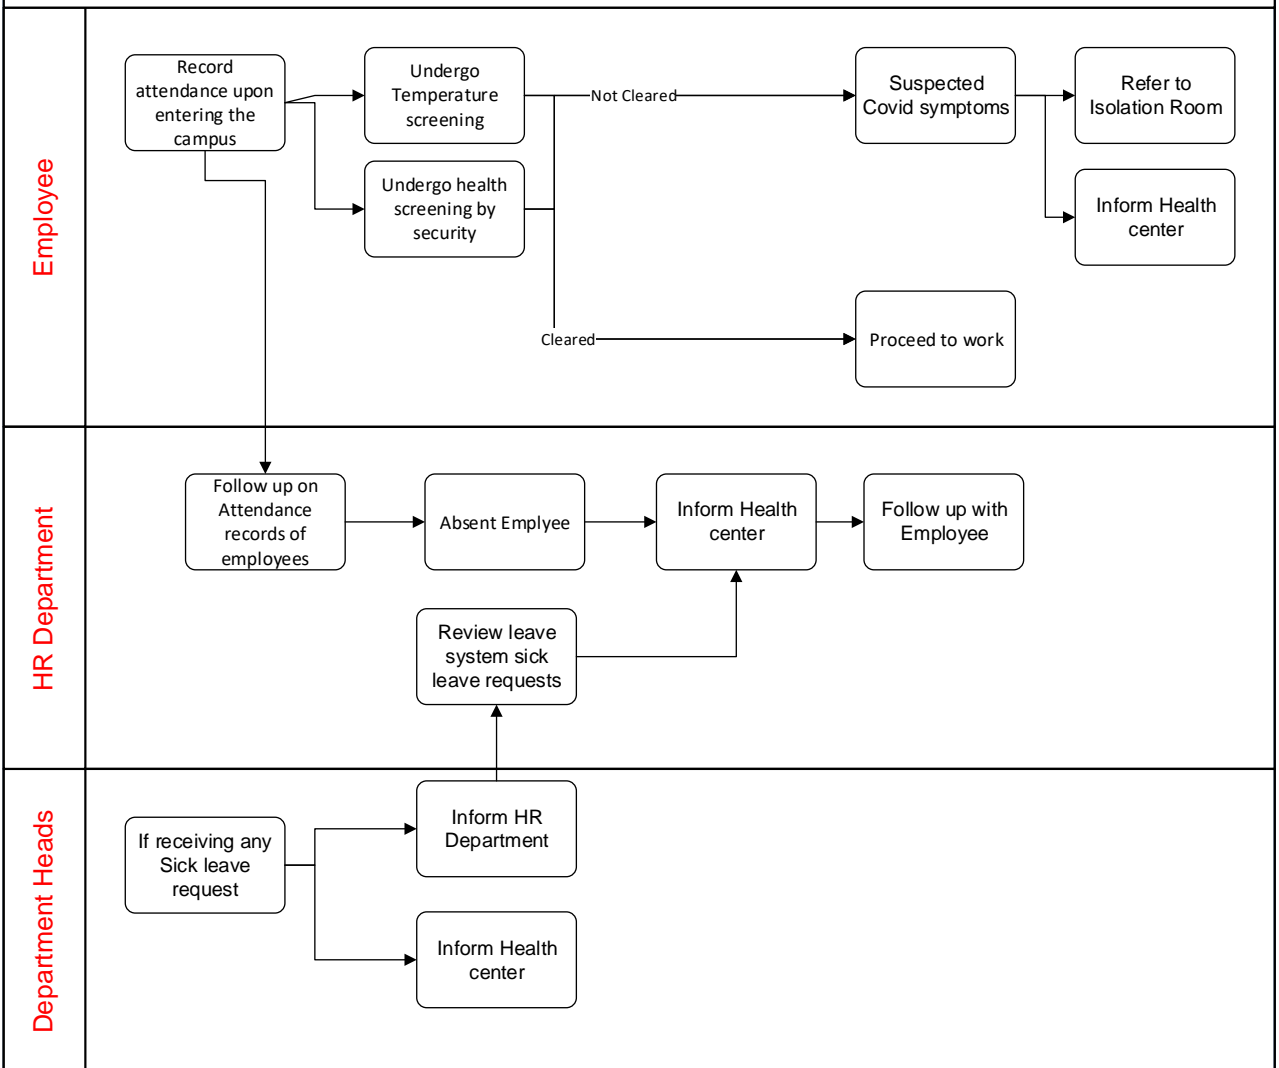 Employee
Record
attendance upon
entering the
campus
Undergo
Temperature
screening
Not Cleared
Suspected
Covid symptoms
Refer to
Isolation Room
Undergo health
screening by
security
Inform Health
center
Cleared
Proceed to work
HR Department
Follow up on
Attendance
records of
employees
Absent Emplyee
Inform Health
center
Follow up with
Employee
Review leave
system sick
leave requests
Department Heads
If receiving any
Sick leave
request
Inform HR
Department
Inform Health
center